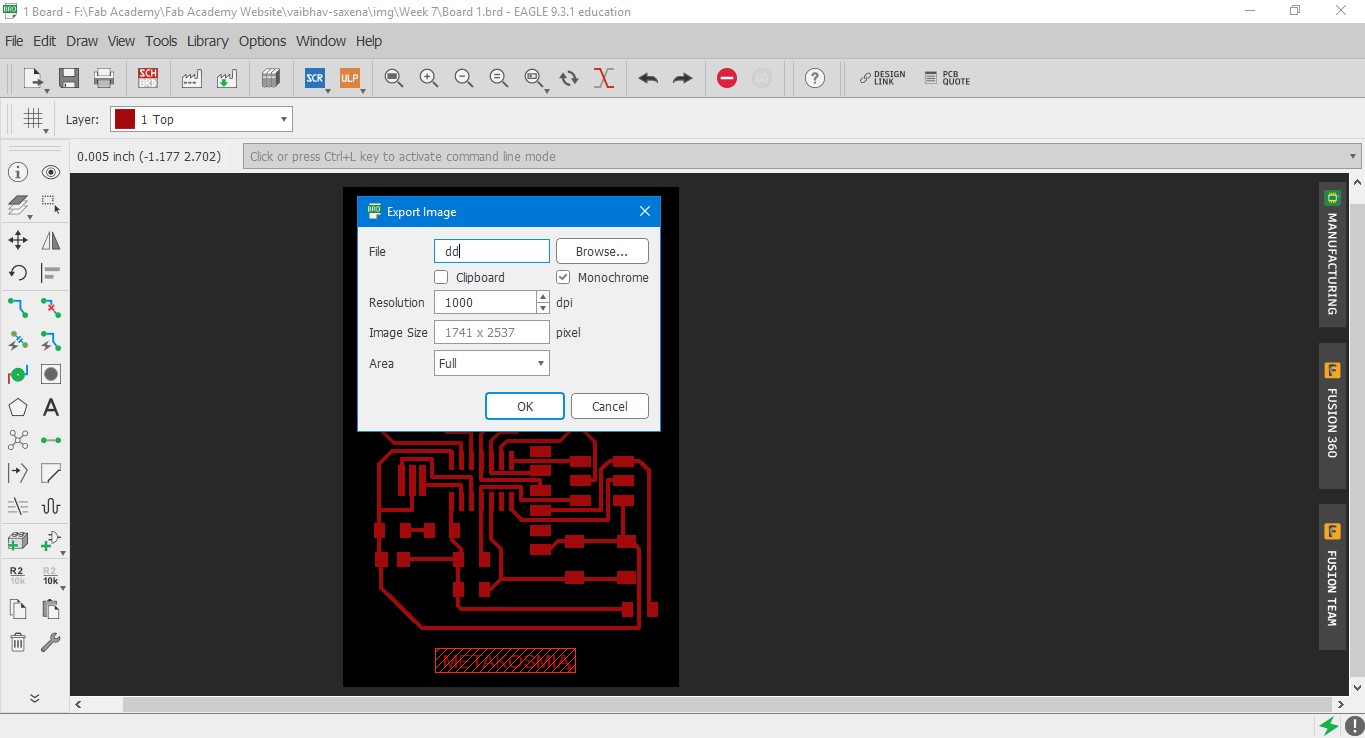 1 Board - F:\Fab Academy\Fab Academy Website\vaibhav-saxena\img\Week 7\Board 1.brd - EAGLE 9.3.1 education
File Edit Draw View Tools Library Options Window Help
SCH BRD SCR ULP GO ? DESIGN LINK PCB QUOTE
Layer: 1 Top
0.005 inch (-1.177 2.702) Click or press Ctrl+L key to activate command line mode
BRD Export Image
File dd Browse...
Clipboard Monochrome
Resolution 1000 dpi
Image Size 1741 x 2537 pixel
Area Full
OK Cancel
MANUFACTURING
F FUSION 360
F FUSION TEAM
A
R2 10k R2 10k
METAKOSMIA